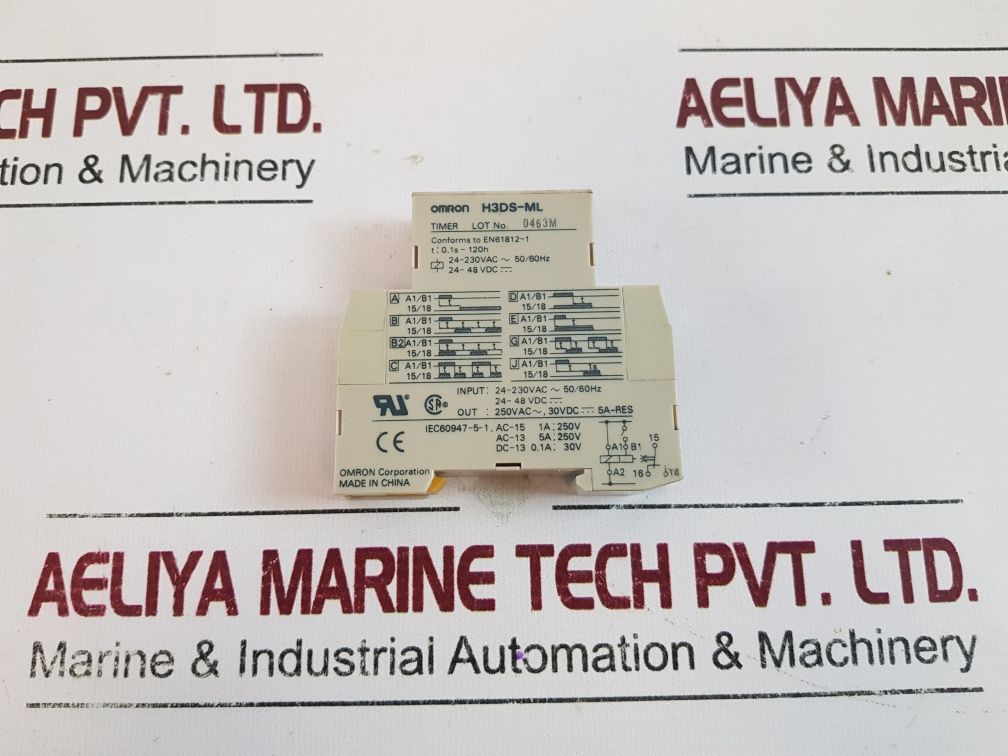 CH PVT. LTD.
tion & Machinery
AELIYA MARIN
Marine & Industria
OMRON H3DS-ML
TIMER LOT No. 0463M
Conforms to EN61812-1
t: 0.1s - 120h
24-230VAC ~ 50/60Hz
24- 48 VDC
A A1/B1
15/18
B A1/B1
15/18
B2 A1/B1
15/18
C A1/B1
15/18
D A1/B1
15/18
E A1/B1
15/18
G A1/B1
15/18
J A1/B1
15/18
INPUT: 24-230VAC ~ 50/60Hz
24- 48 VDC
OUT : 250VAC~, 30VDC 5A-RES
IEC60947-5-1, AC-15 1A; 250V
AC-13 5A; 250V
DC-13 0.1A; 30V
CE
OMRON Corporation
MADE IN CHINA
A1 B1 15
A2 16 18
AELIYA MARINE TECH PVT. LTD.
Marine & Industrial Automation & Machinery